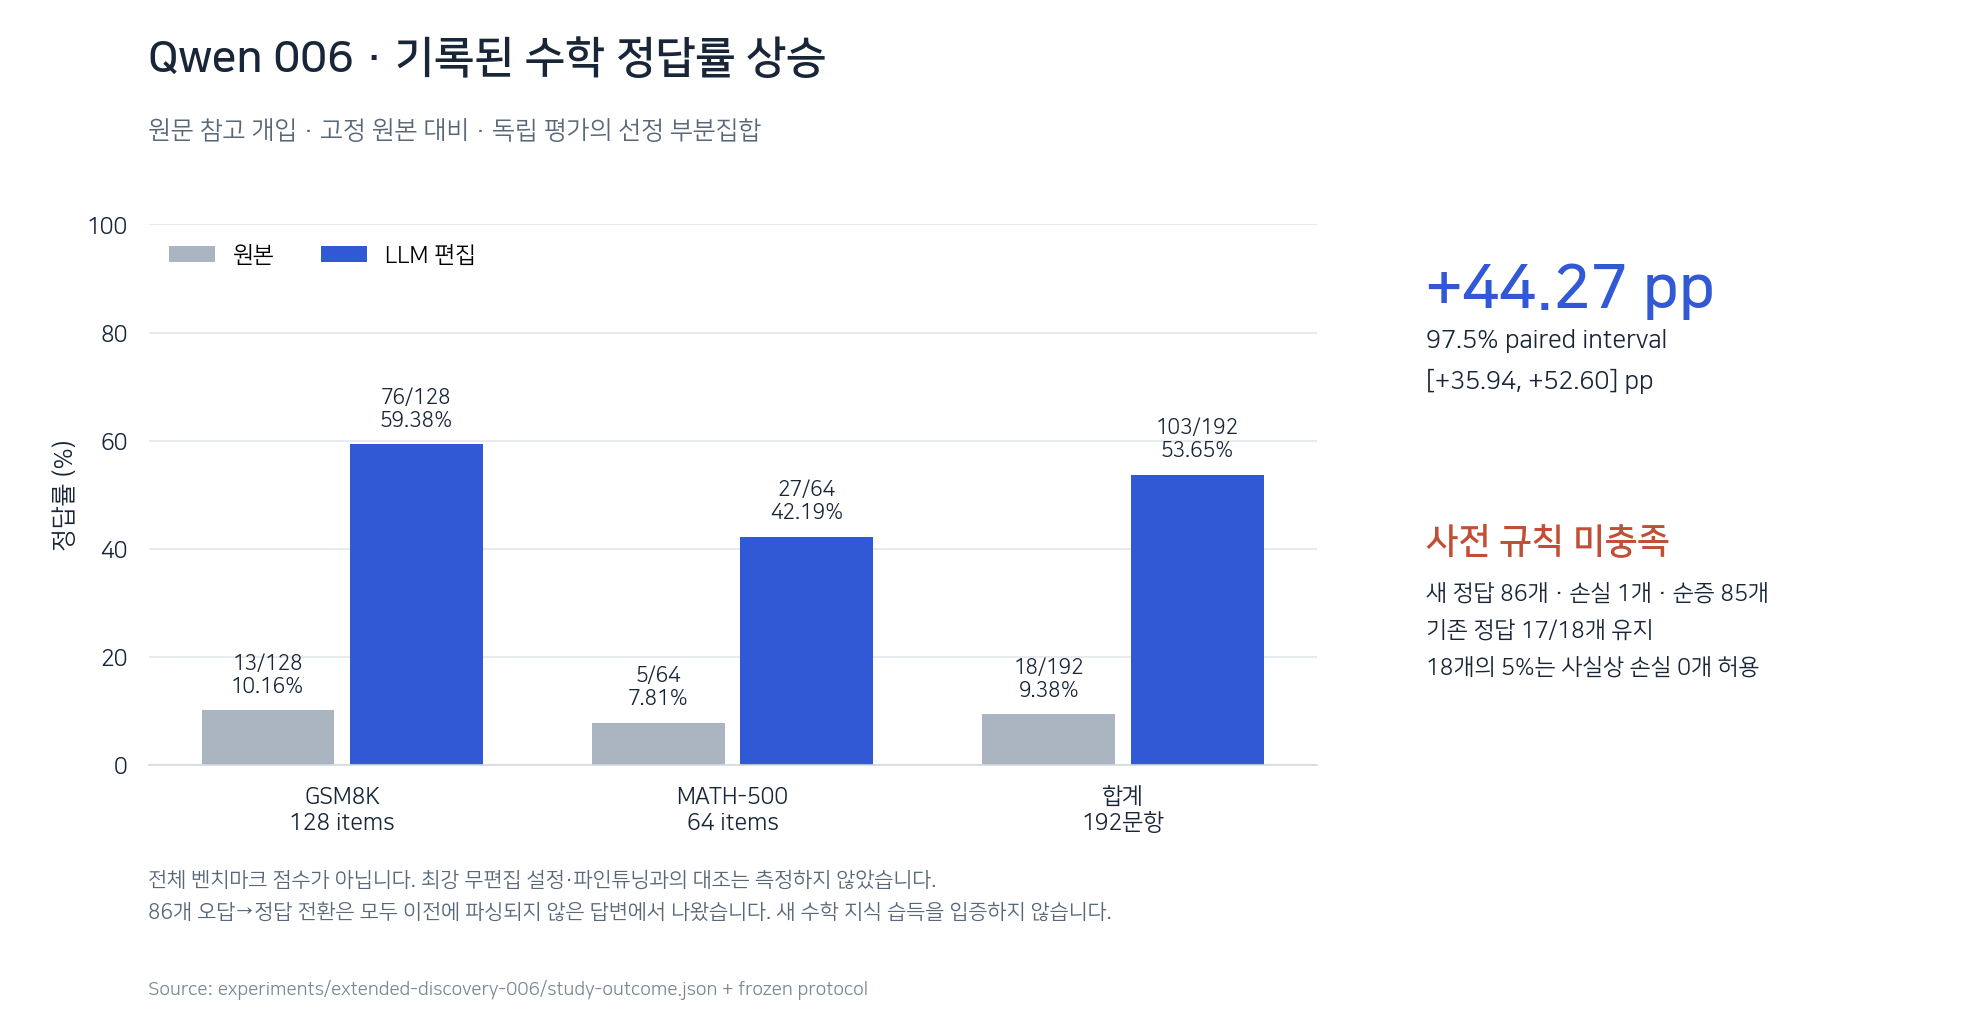 Qwen 006 · 기록된 수학 정답률 상승
원문 참고 개입 · 고정 원본 대비 · 독립 평가의 선정 부분집합
정답률 (%)
100
80
60
40
20
0
원본
LLM 편집
13/128
10.16%
76/128
59.38%
5/64
7.81%
27/64
42.19%
18/192
9.38%
103/192
53.65%
GSM8K
128 items
MATH-500
64 items
합계
192문항
+44.27 pp
97.5% paired interval
[+35.94, +52.60] pp
사전 규칙 미충족
새 정답 86개 · 손실 1개 · 순증 85개
기존 정답 17/18개 유지
18개의 5%는 사실상 손실 0개 허용
전체 벤치마크 점수가 아닙니다. 최강 무편집 설정·파인튜닝과의 대조는 측정하지 않았습니다.
86개 오답→정답 전환은 모두 이전에 파싱되지 않은 답변에서 나왔습니다. 새 수학 지식 습득을 입증하지 않습니다.
Source: experiments/extended-discovery-006/study-outcome.json + frozen protocol